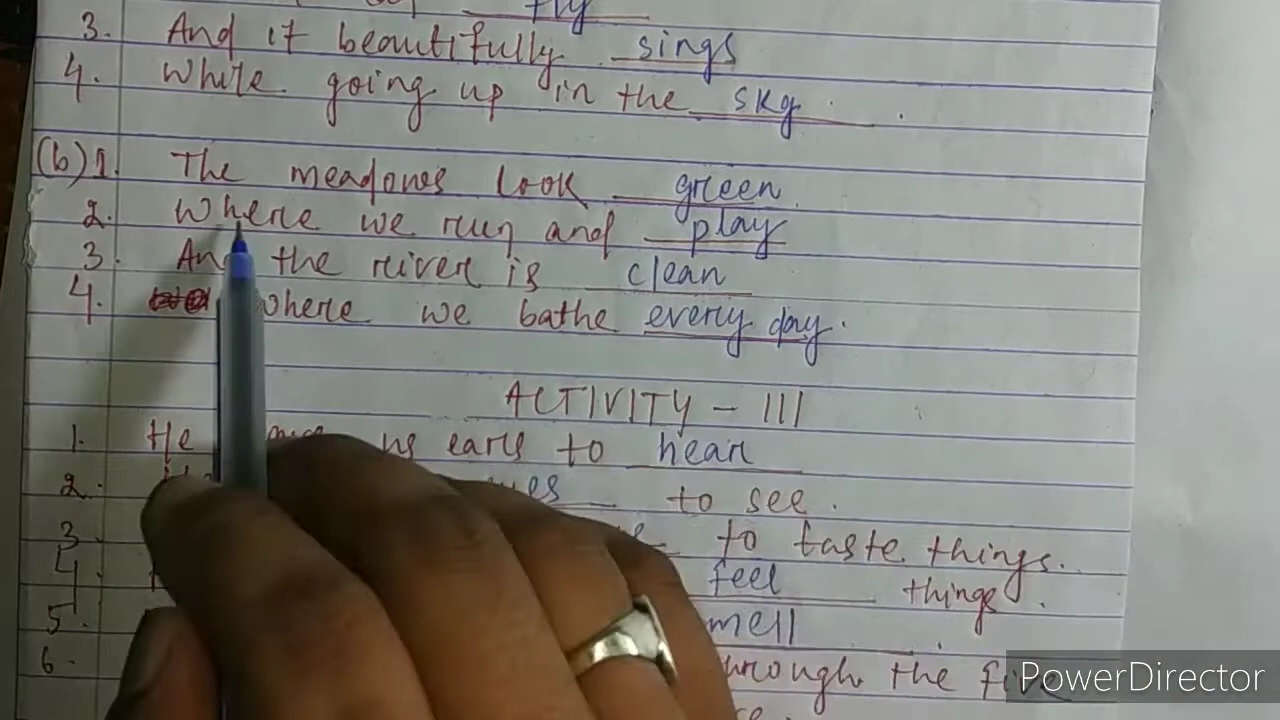 fly
3. And it beautifully sings
4. While going up in the sky.
(b) 1. The meadows look green
2. Where we run and play
3. And the river is clean
4. Where we bathe every day.
ACTIVITY - III
1. He us ears to hear
2. to see.
3. to taste things.
4. feel things.
5. mell
6. the five
PowerDirector